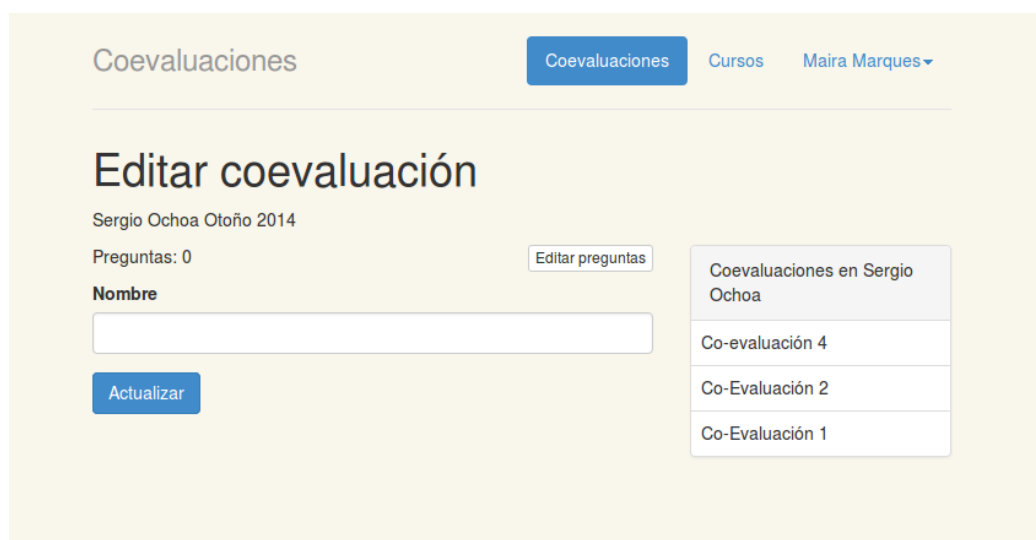 Coevaluaciones
Coevaluaciones Cursos Maira Marques
Editar coevaluación
Sergio Ochoa Otoño 2014
Preguntas: 0
Editar preguntas
Nombre
Actualizar
Coevaluaciones en Sergio
Ochoa
Co-evaluación 4
Co-Evaluación 2
Co-Evaluación 1